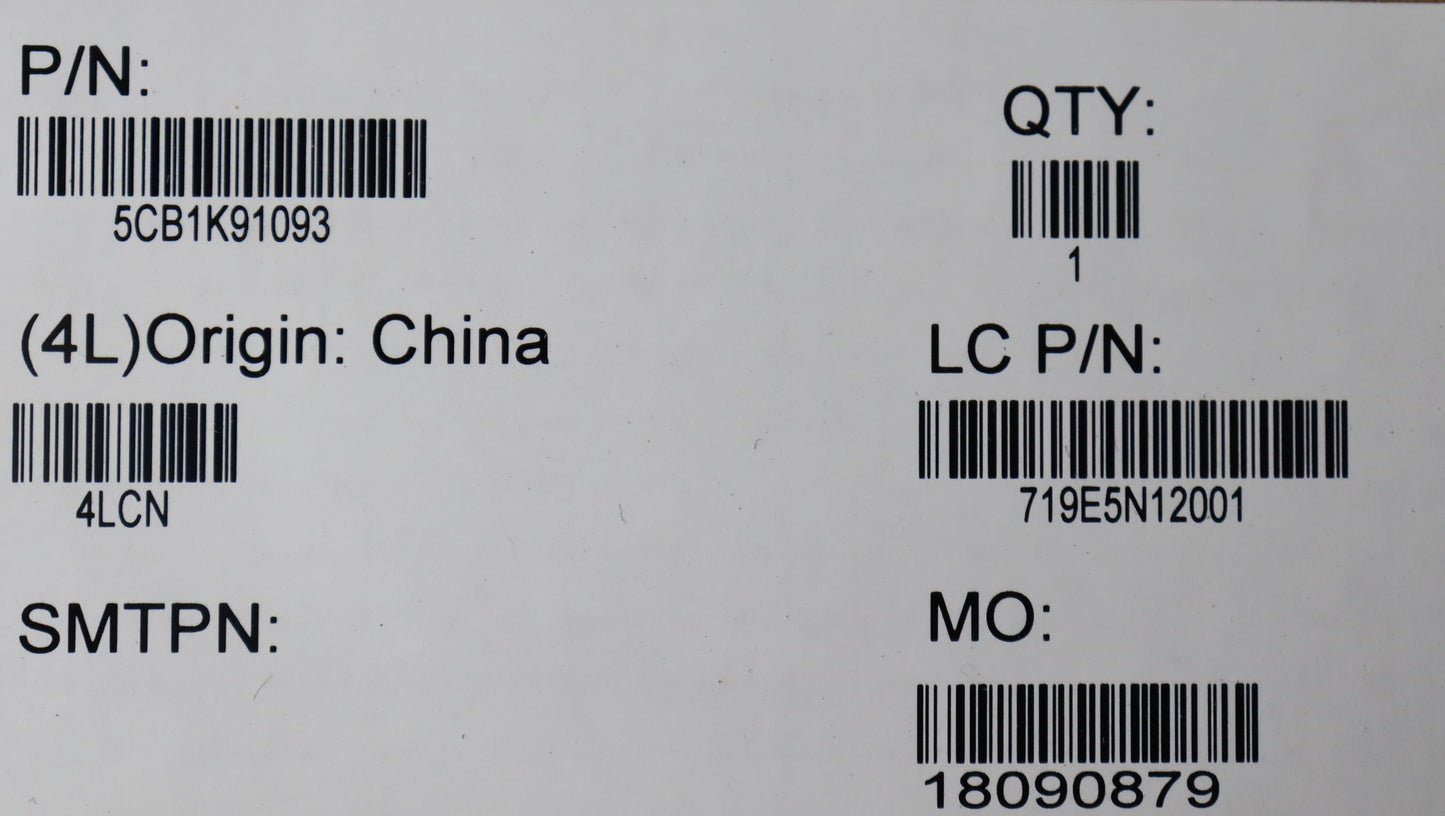 P/N:
5CB1K91093
QTY:
1
(4L)Origin: China
4LCN
LC P/N:
719E5N12001
SMTPN:
MO:
18090879